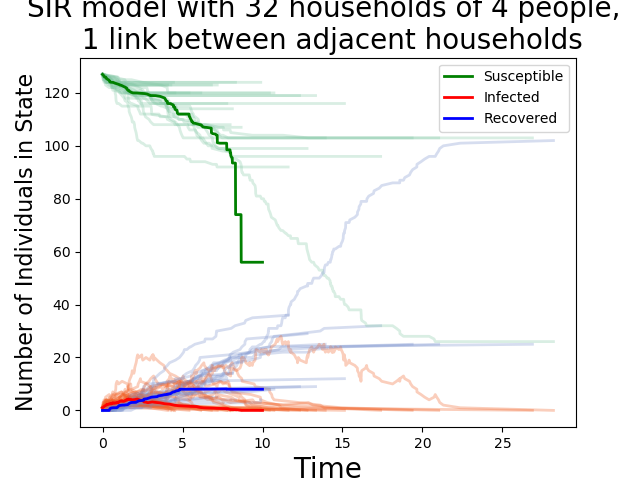 SIR model with 32 households of 4 people,
1 link between adjacent households
Number of Individuals in State
120
100
80
60
40
20
0
Susceptible
Infected
Recovered
0 5 10 15 20 25
Time